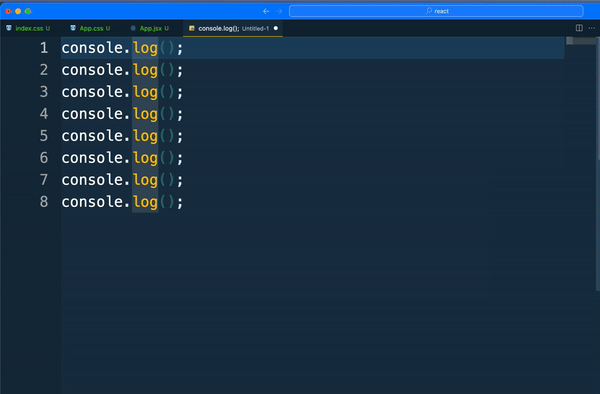 react
index.css U App.css U App.jsx U console.log(); Untitled-1
1 console.log();
2 console.log();
3 console.log();
4 console.log();
5 console.log();
6 console.log();
7 console.log();
8 console.log();